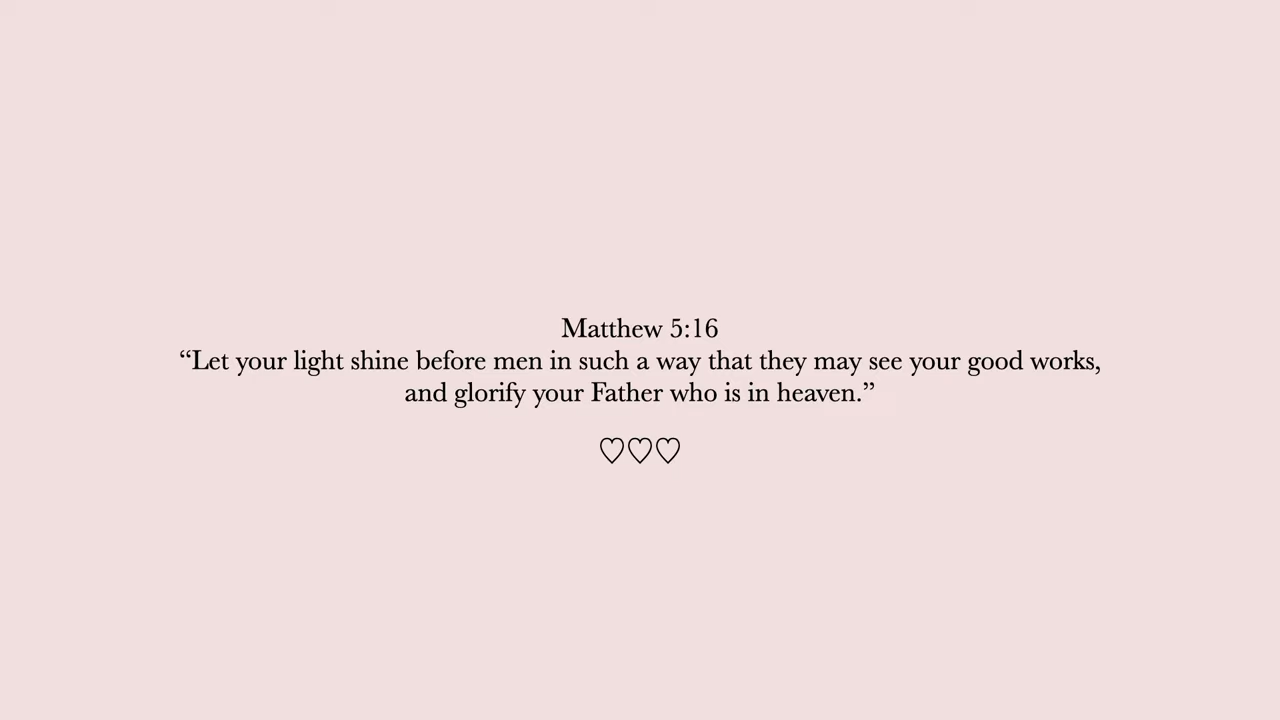 Matthew 5:16
“Let your light shine before men in such a way that they may see your good works,
and glorify your Father who is in heaven.”
♡♡♡